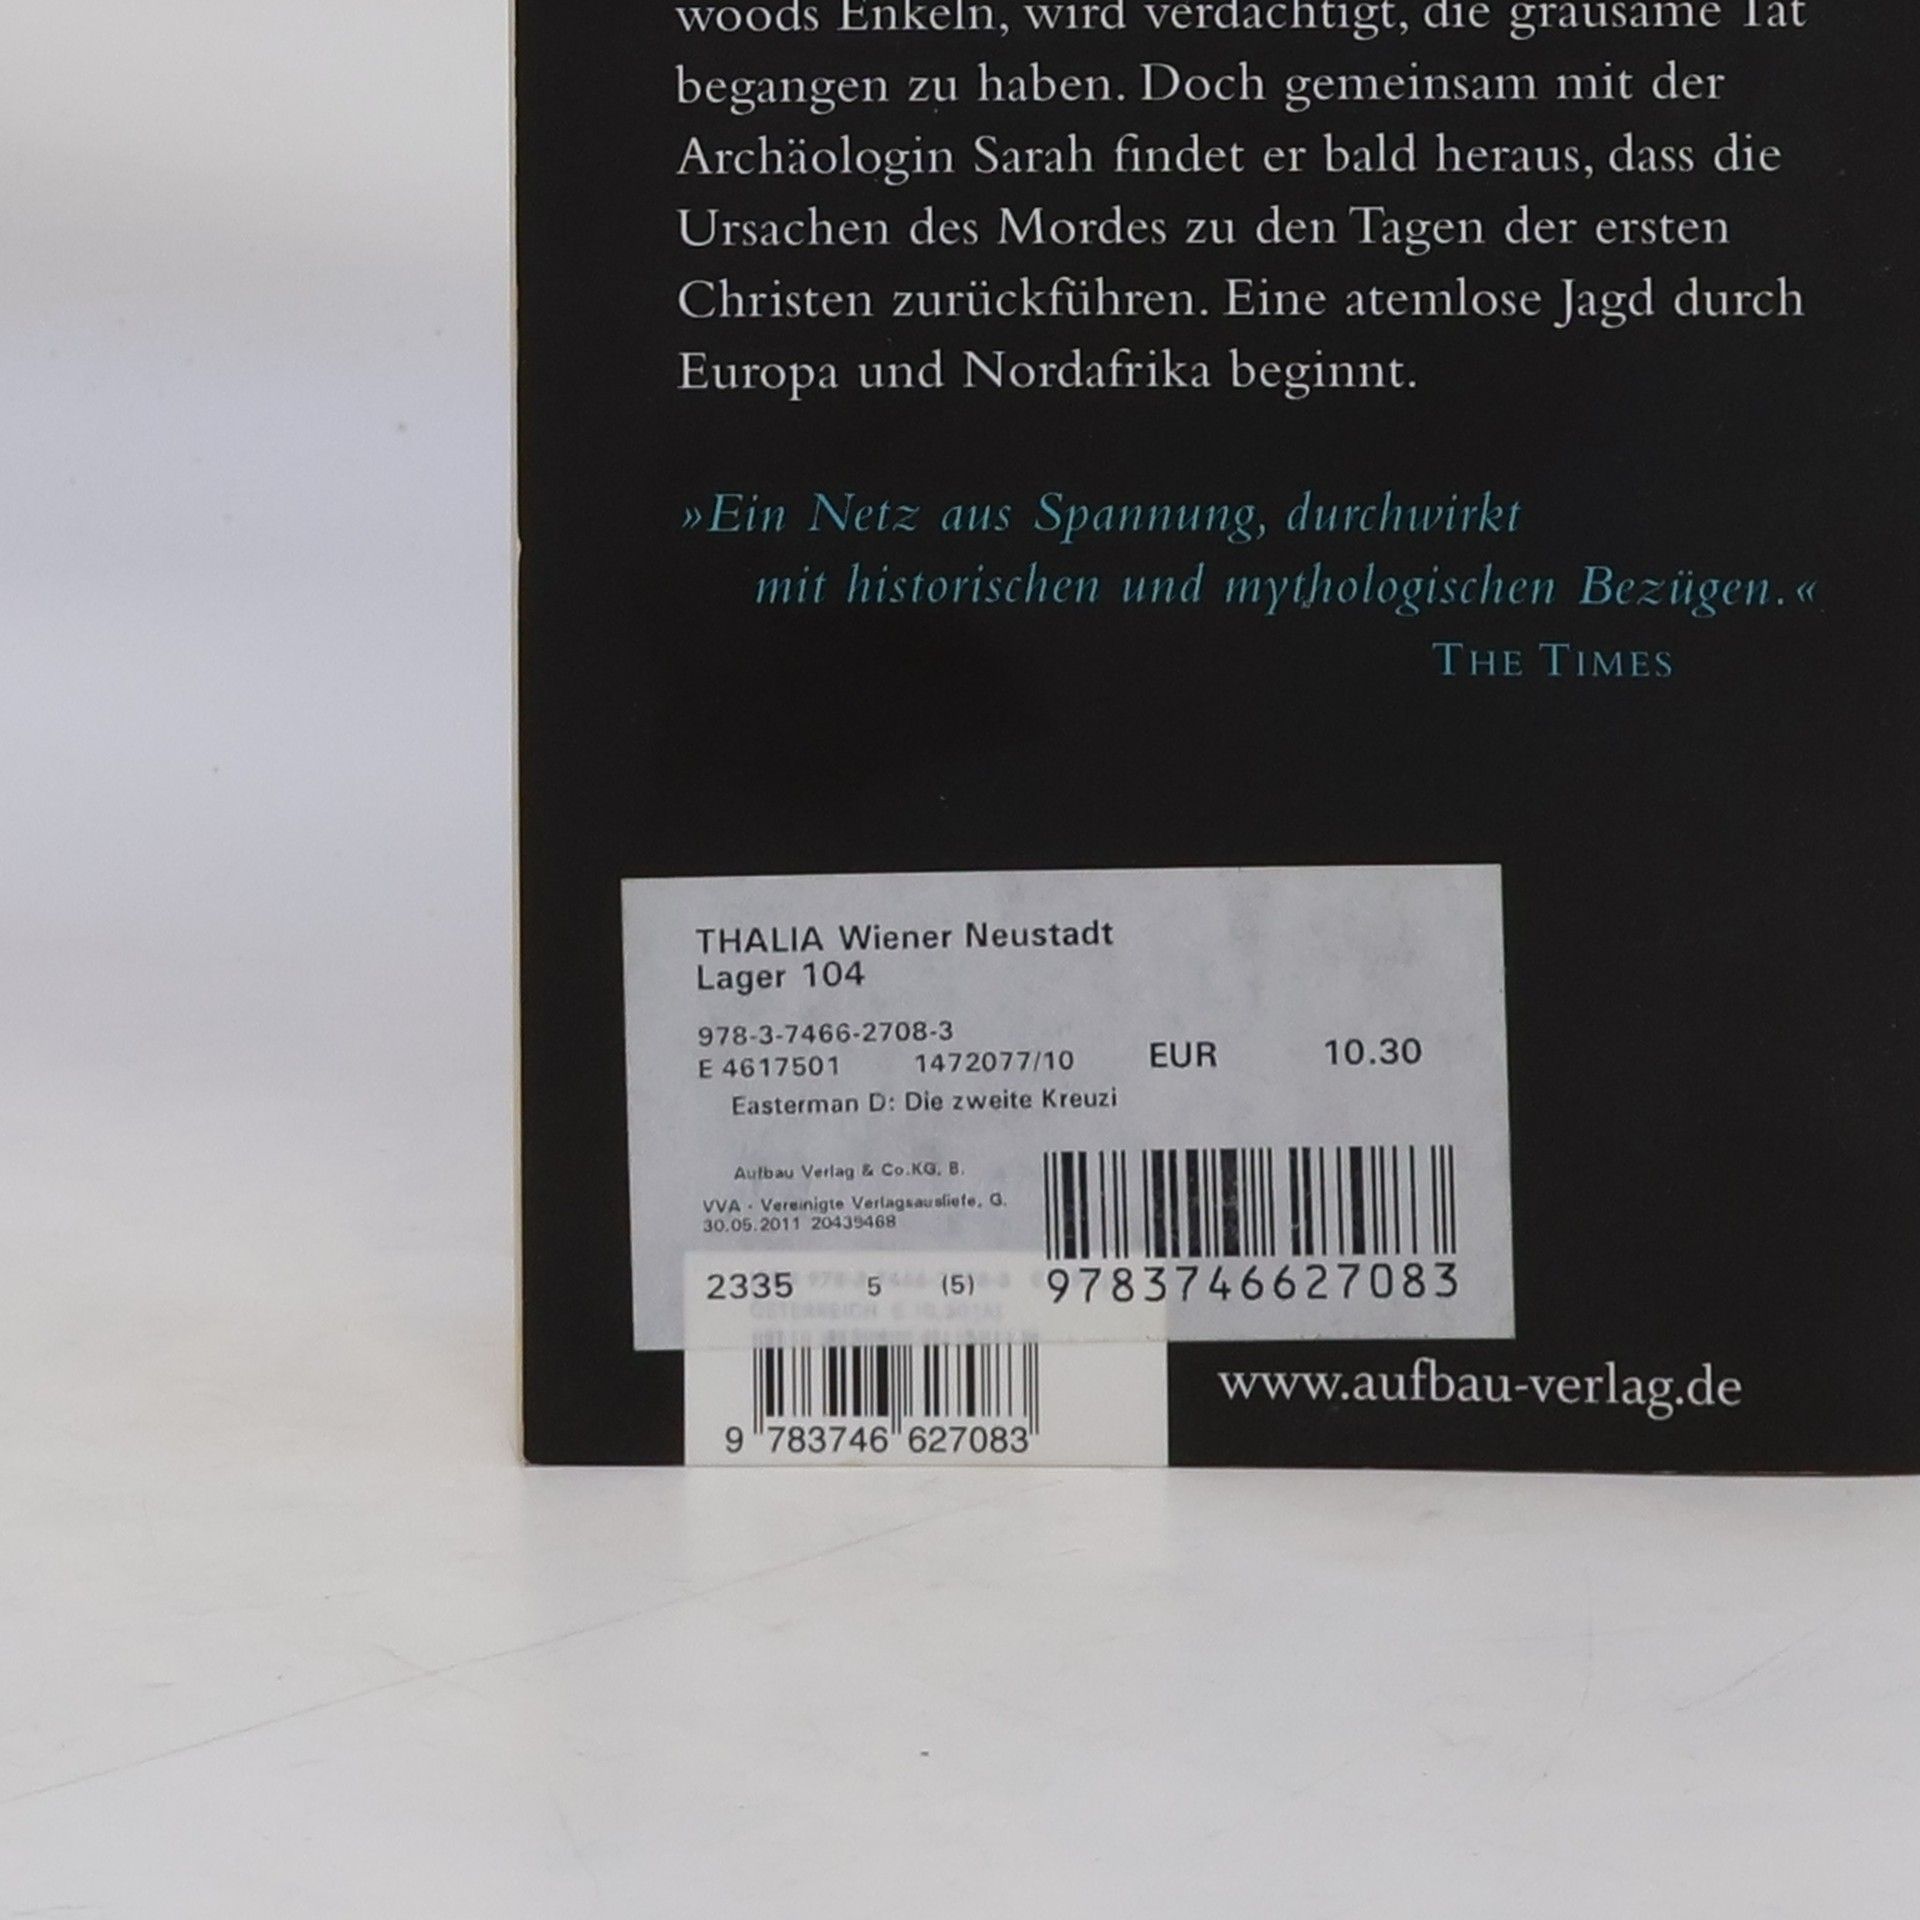 woods Enkeln, wird verdächtigt, die grausame Tat
begangen zu haben. Doch gemeinsam mit der
Archäologin Sarah findet er bald heraus, dass die
Ursachen des Mordes zu den Tagen der ersten
Christen zurückführen. Eine atemlose Jagd durch
Europa und Nordafrika beginnt.
»Ein Netz aus Spannung, durchwirkt
mit historischen und mythologischen Bezügen.«
THE TIMES
THALIA Wiener Neustadt
Lager 104
978-3-7466-2708-3
E 4617501 1472077/10 EUR 10.30
Easterman D: Die zweite Kreuzi
Aufbau Verlag & Co.KG. B.
VVA - Vereinigte Verlagsausliefe. G.
30.05.2011 20439468
2335 5 (5) 9783746627083
9 783746 627083
www.aufbau-verlag.de